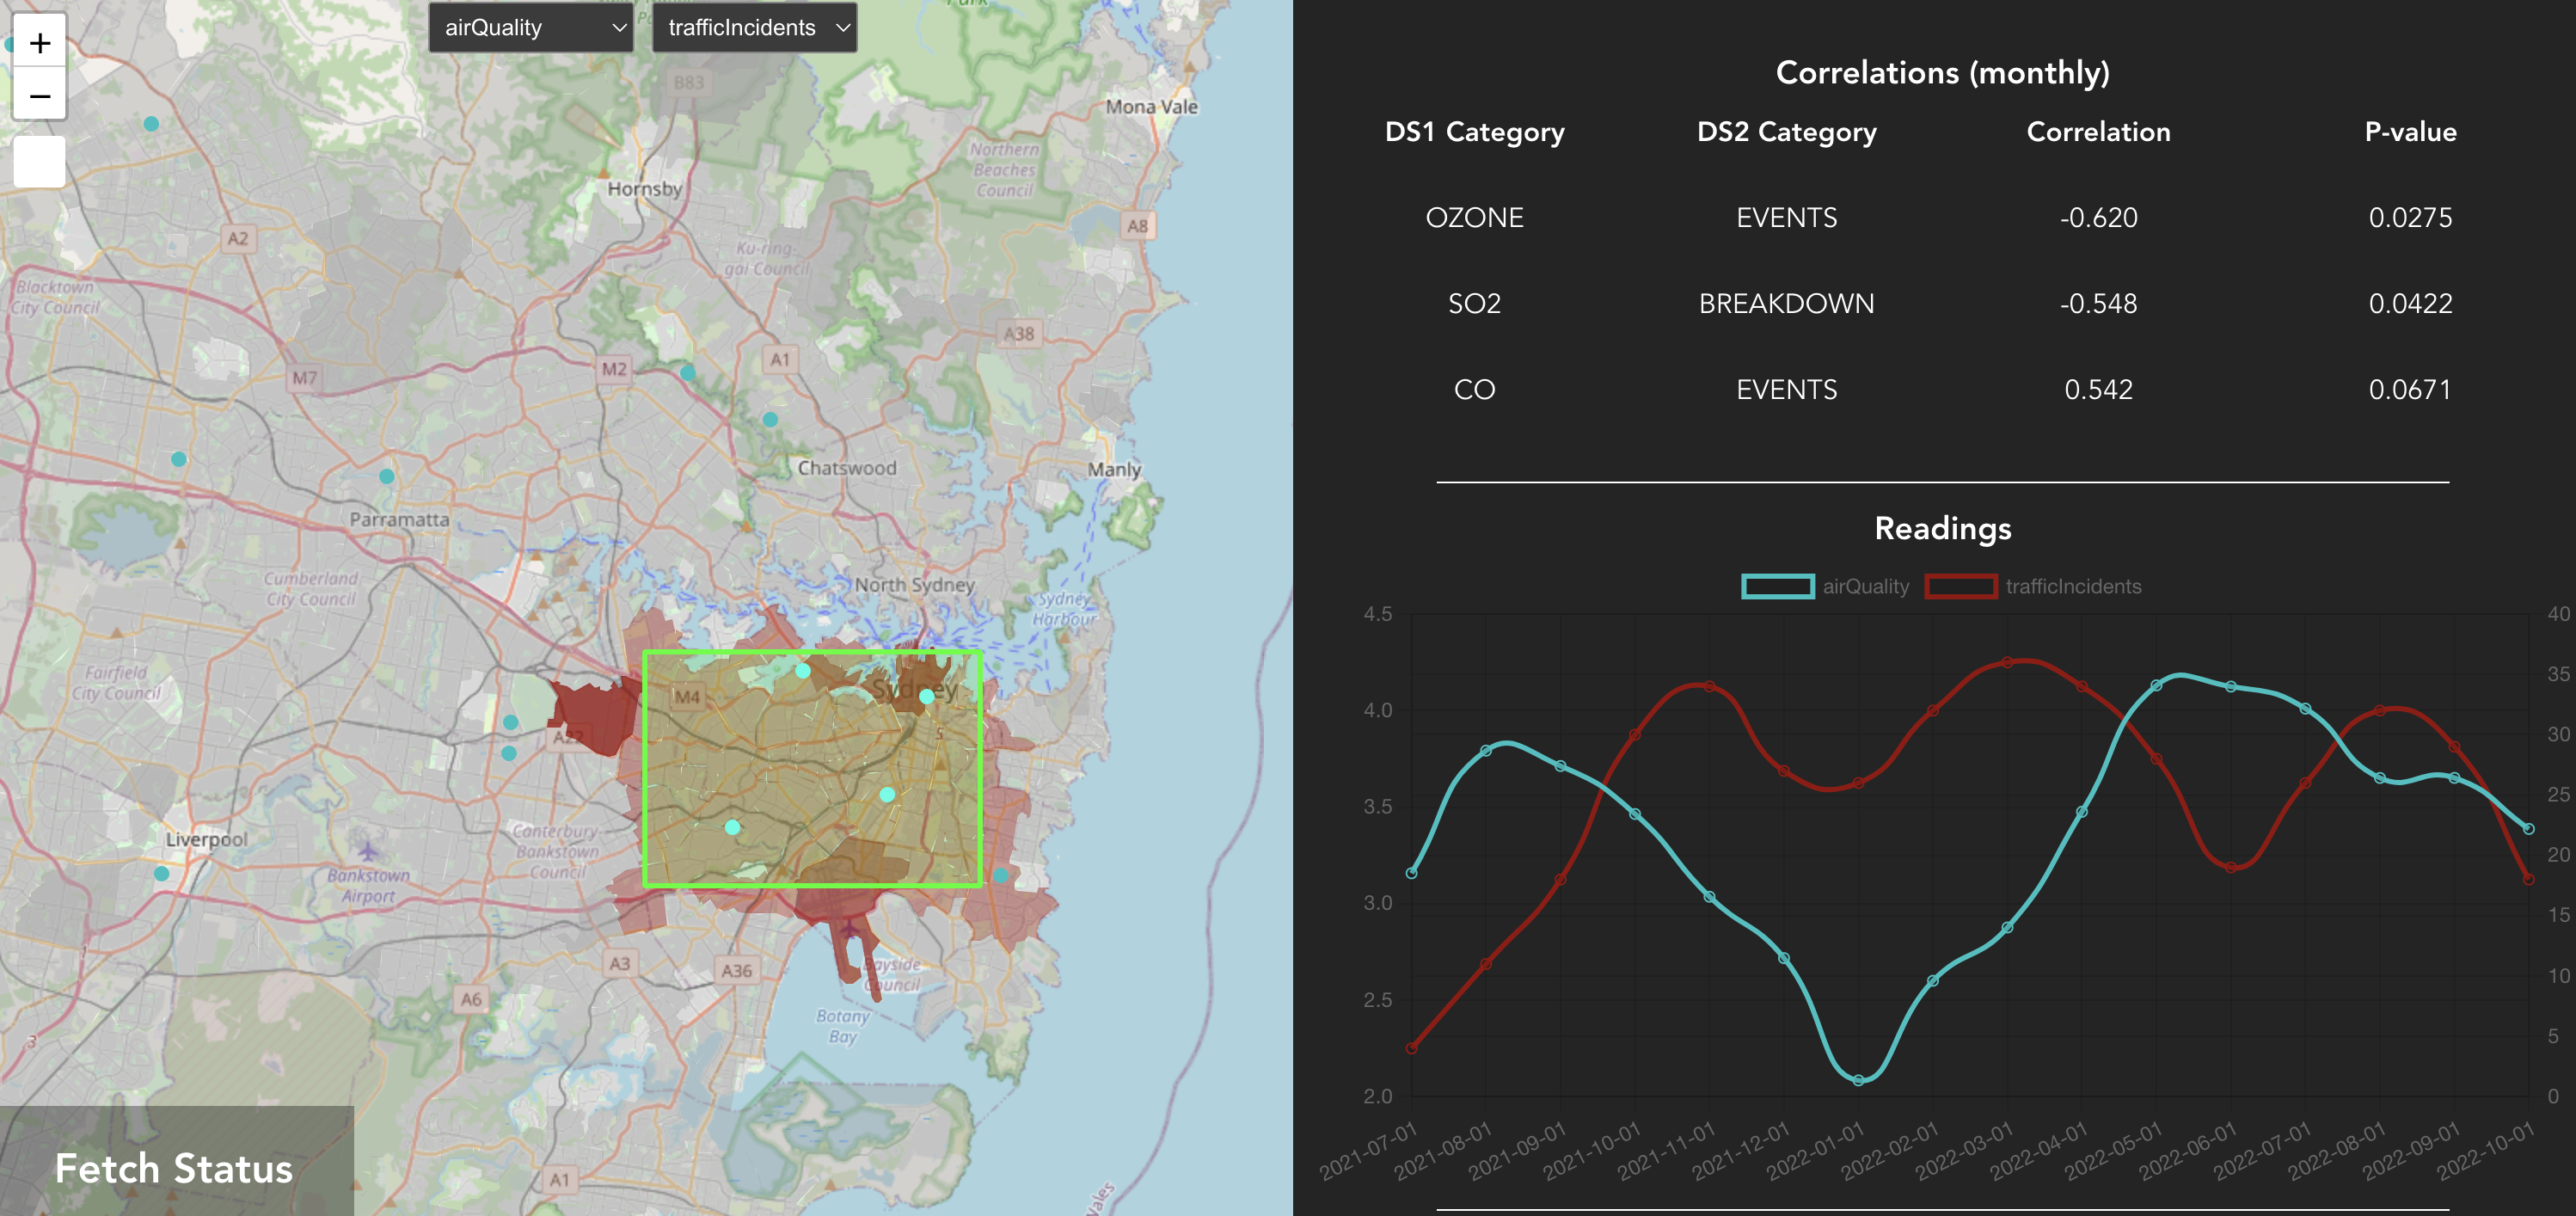 airQuality
trafficIncidents
+
−
Park
B83
Mona Vale
Northern
Beaches
Council
Hornsby
A8
A2
Ku-ring-
gai Council
Blacktown
City Council
A38
A1
M2
M7
Chatswood
Manly
Parramatta
Cumberland
City Council
North Sydney
Sydney
Harbour
Fairfield
City Council
M4
Sydney
A22
Liverpool
Canterbury
Bankstown
Council
Bankstown
Airport
A3
A36
Bayside
Council
A6
Botany
Bay
3
A1
Wales
Fetch Status
Correlations (monthly)
DS1 Category DS2 Category Correlation P-value
OZONE EVENTS -0.620 0.0275
SO2 BREAKDOWN -0.548 0.0422
CO EVENTS 0.542 0.0671
Readings
airQuality trafficIncidents
4.5 40
35
4.0
30
3.5
25
20
3.0
15
10
2.5
5
2.0 0
2021-07-01 2021-08-01 2021-09-01 2021-10-01 2021-11-01 2021-12-01 2022-01-01 2022-02-01 2022-03-01 2022-04-01 2022-05-01 2022-06-01 2022-07-01 2022-08-01 2022-09-01 2022-10-01